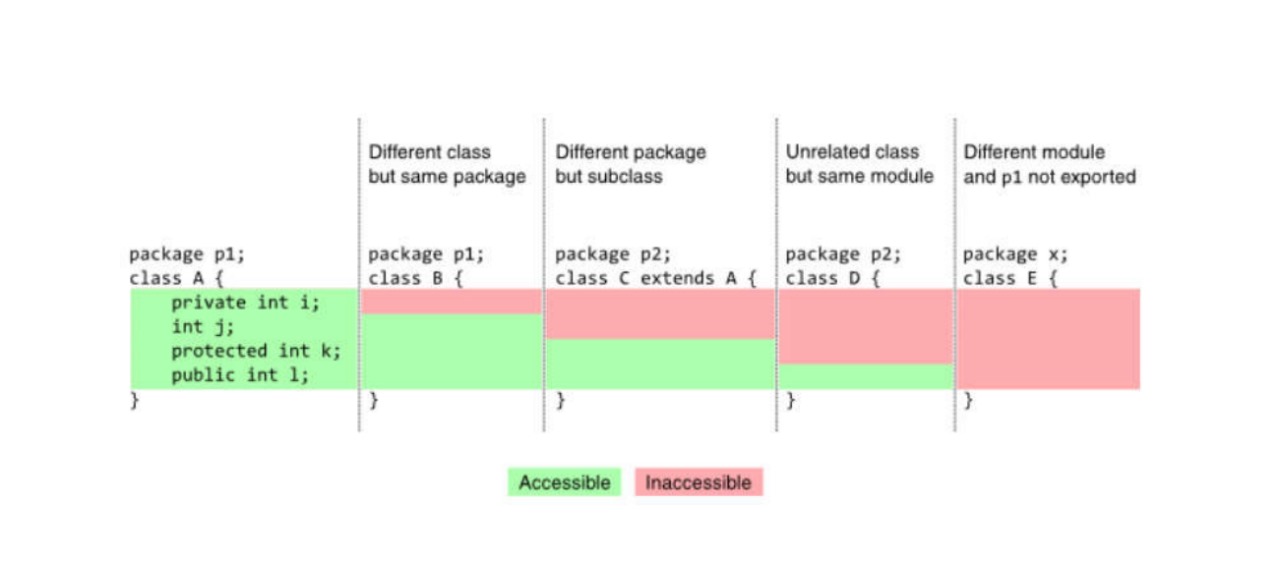 Different class
but same package
Different package
but subclass
Unrelated class
but same module
Different module
and p1 not exported
package p1;
class A {
private int i;
int j;
protected int k;
public int l;
}
package p1;
class B {
}
package p2;
class C extends A {
}
package p2;
class D {
}
package x;
class E {
}
Accessible
Inaccessible